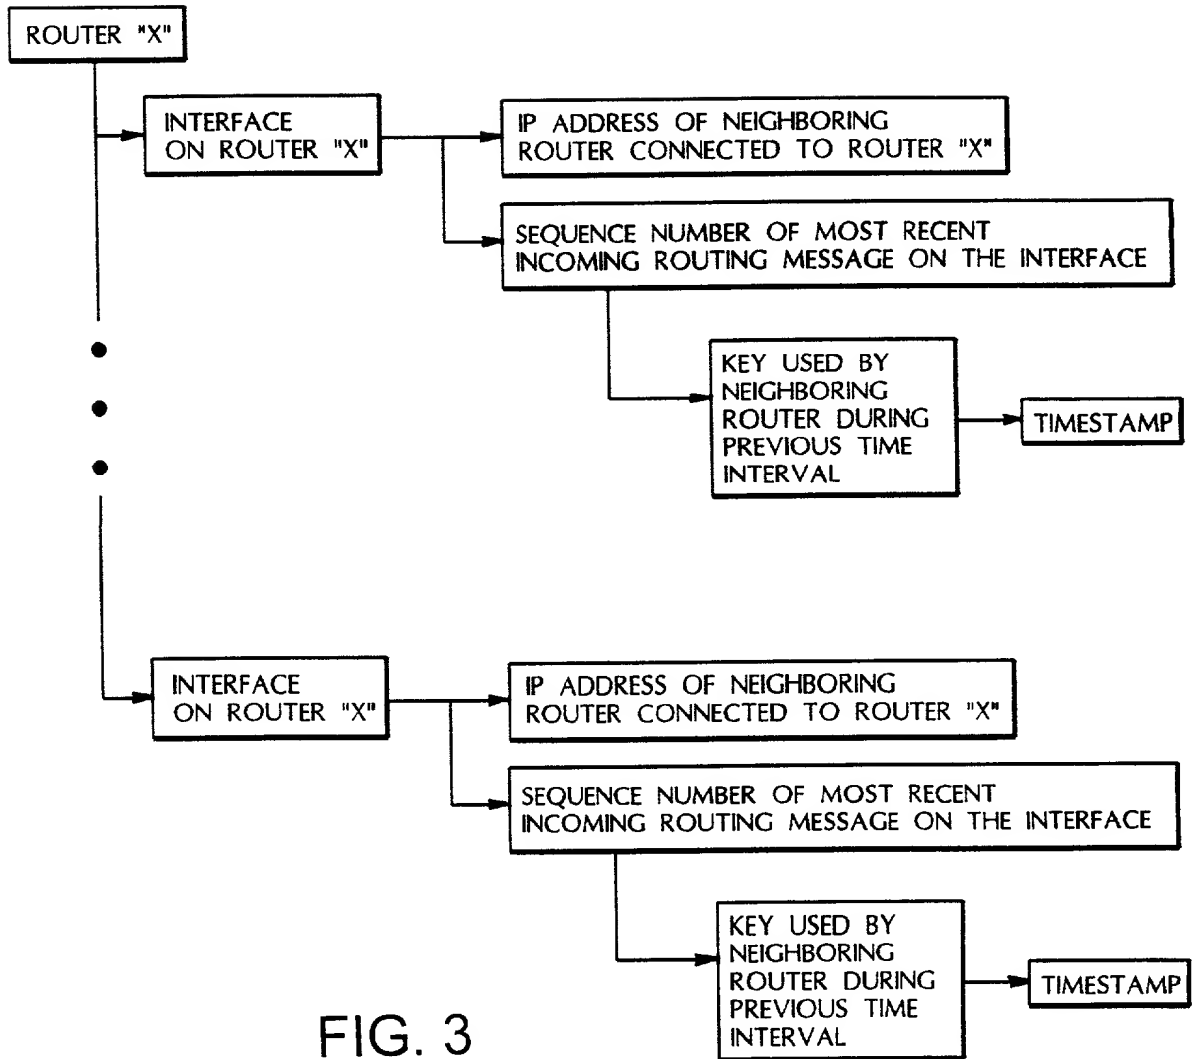 ROUTER "X"
INTERFACE
ON ROUTER "X"
IP ADDRESS OF NEIGHBORING
ROUTER CONNECTED TO ROUTER "X"
SEQUENCE NUMBER OF MOST RECENT
INCOMING ROUTING MESSAGE ON THE INTERFACE
KEY USED BY
NEIGHBORING
ROUTER DURING
PREVIOUS TIME
INTERVAL
TIMESTAMP
INTERFACE
ON ROUTER "X"
IP ADDRESS OF NEIGHBORING
ROUTER CONNECTED TO ROUTER "X"
SEQUENCE NUMBER OF MOST RECENT
INCOMING ROUTING MESSAGE ON THE INTERFACE
KEY USED BY
NEIGHBORING
ROUTER DURING
PREVIOUS TIME
INTERVAL
TIMESTAMP
FIG. 3